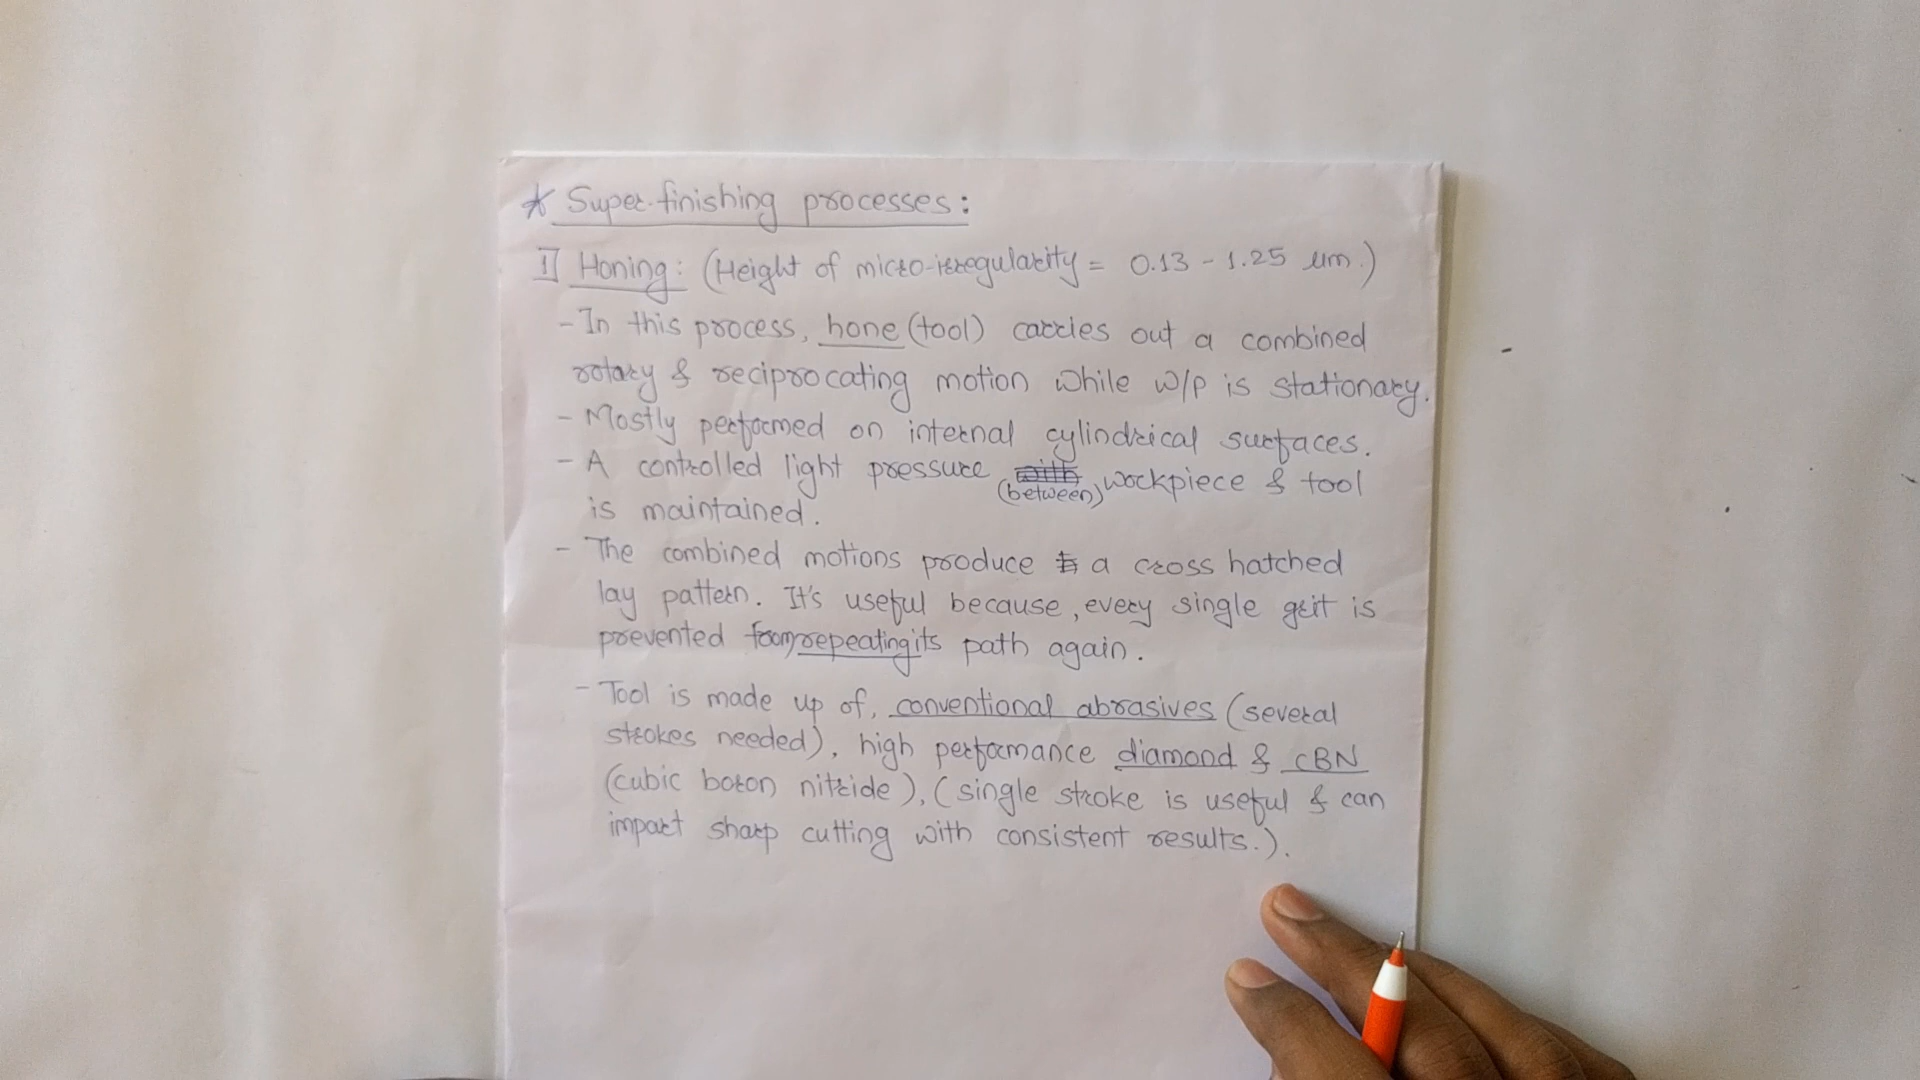 * Super-finishing processes:
1] Honing: (Height of micro-irregularity = 0.13 - 1.25 μm.)
- In this process, hone (tool) carries out a combined
rotary & reciprocating motion while w/p is stationary.
- Mostly performed on internal cylindrical surfaces.
- A controlled light pressure with (between) workpiece & tool
is maintained.
- The combined motions produce a cross hatched
lay pattern. It's useful because, every single grit is
prevented from repeating its path again.
- Tool is made up of, conventional abrasives (several
strokes needed), high performance diamond & CBN
(cubic boron nitride), (single stroke is useful & can
impart sharp cutting with consistent results.).